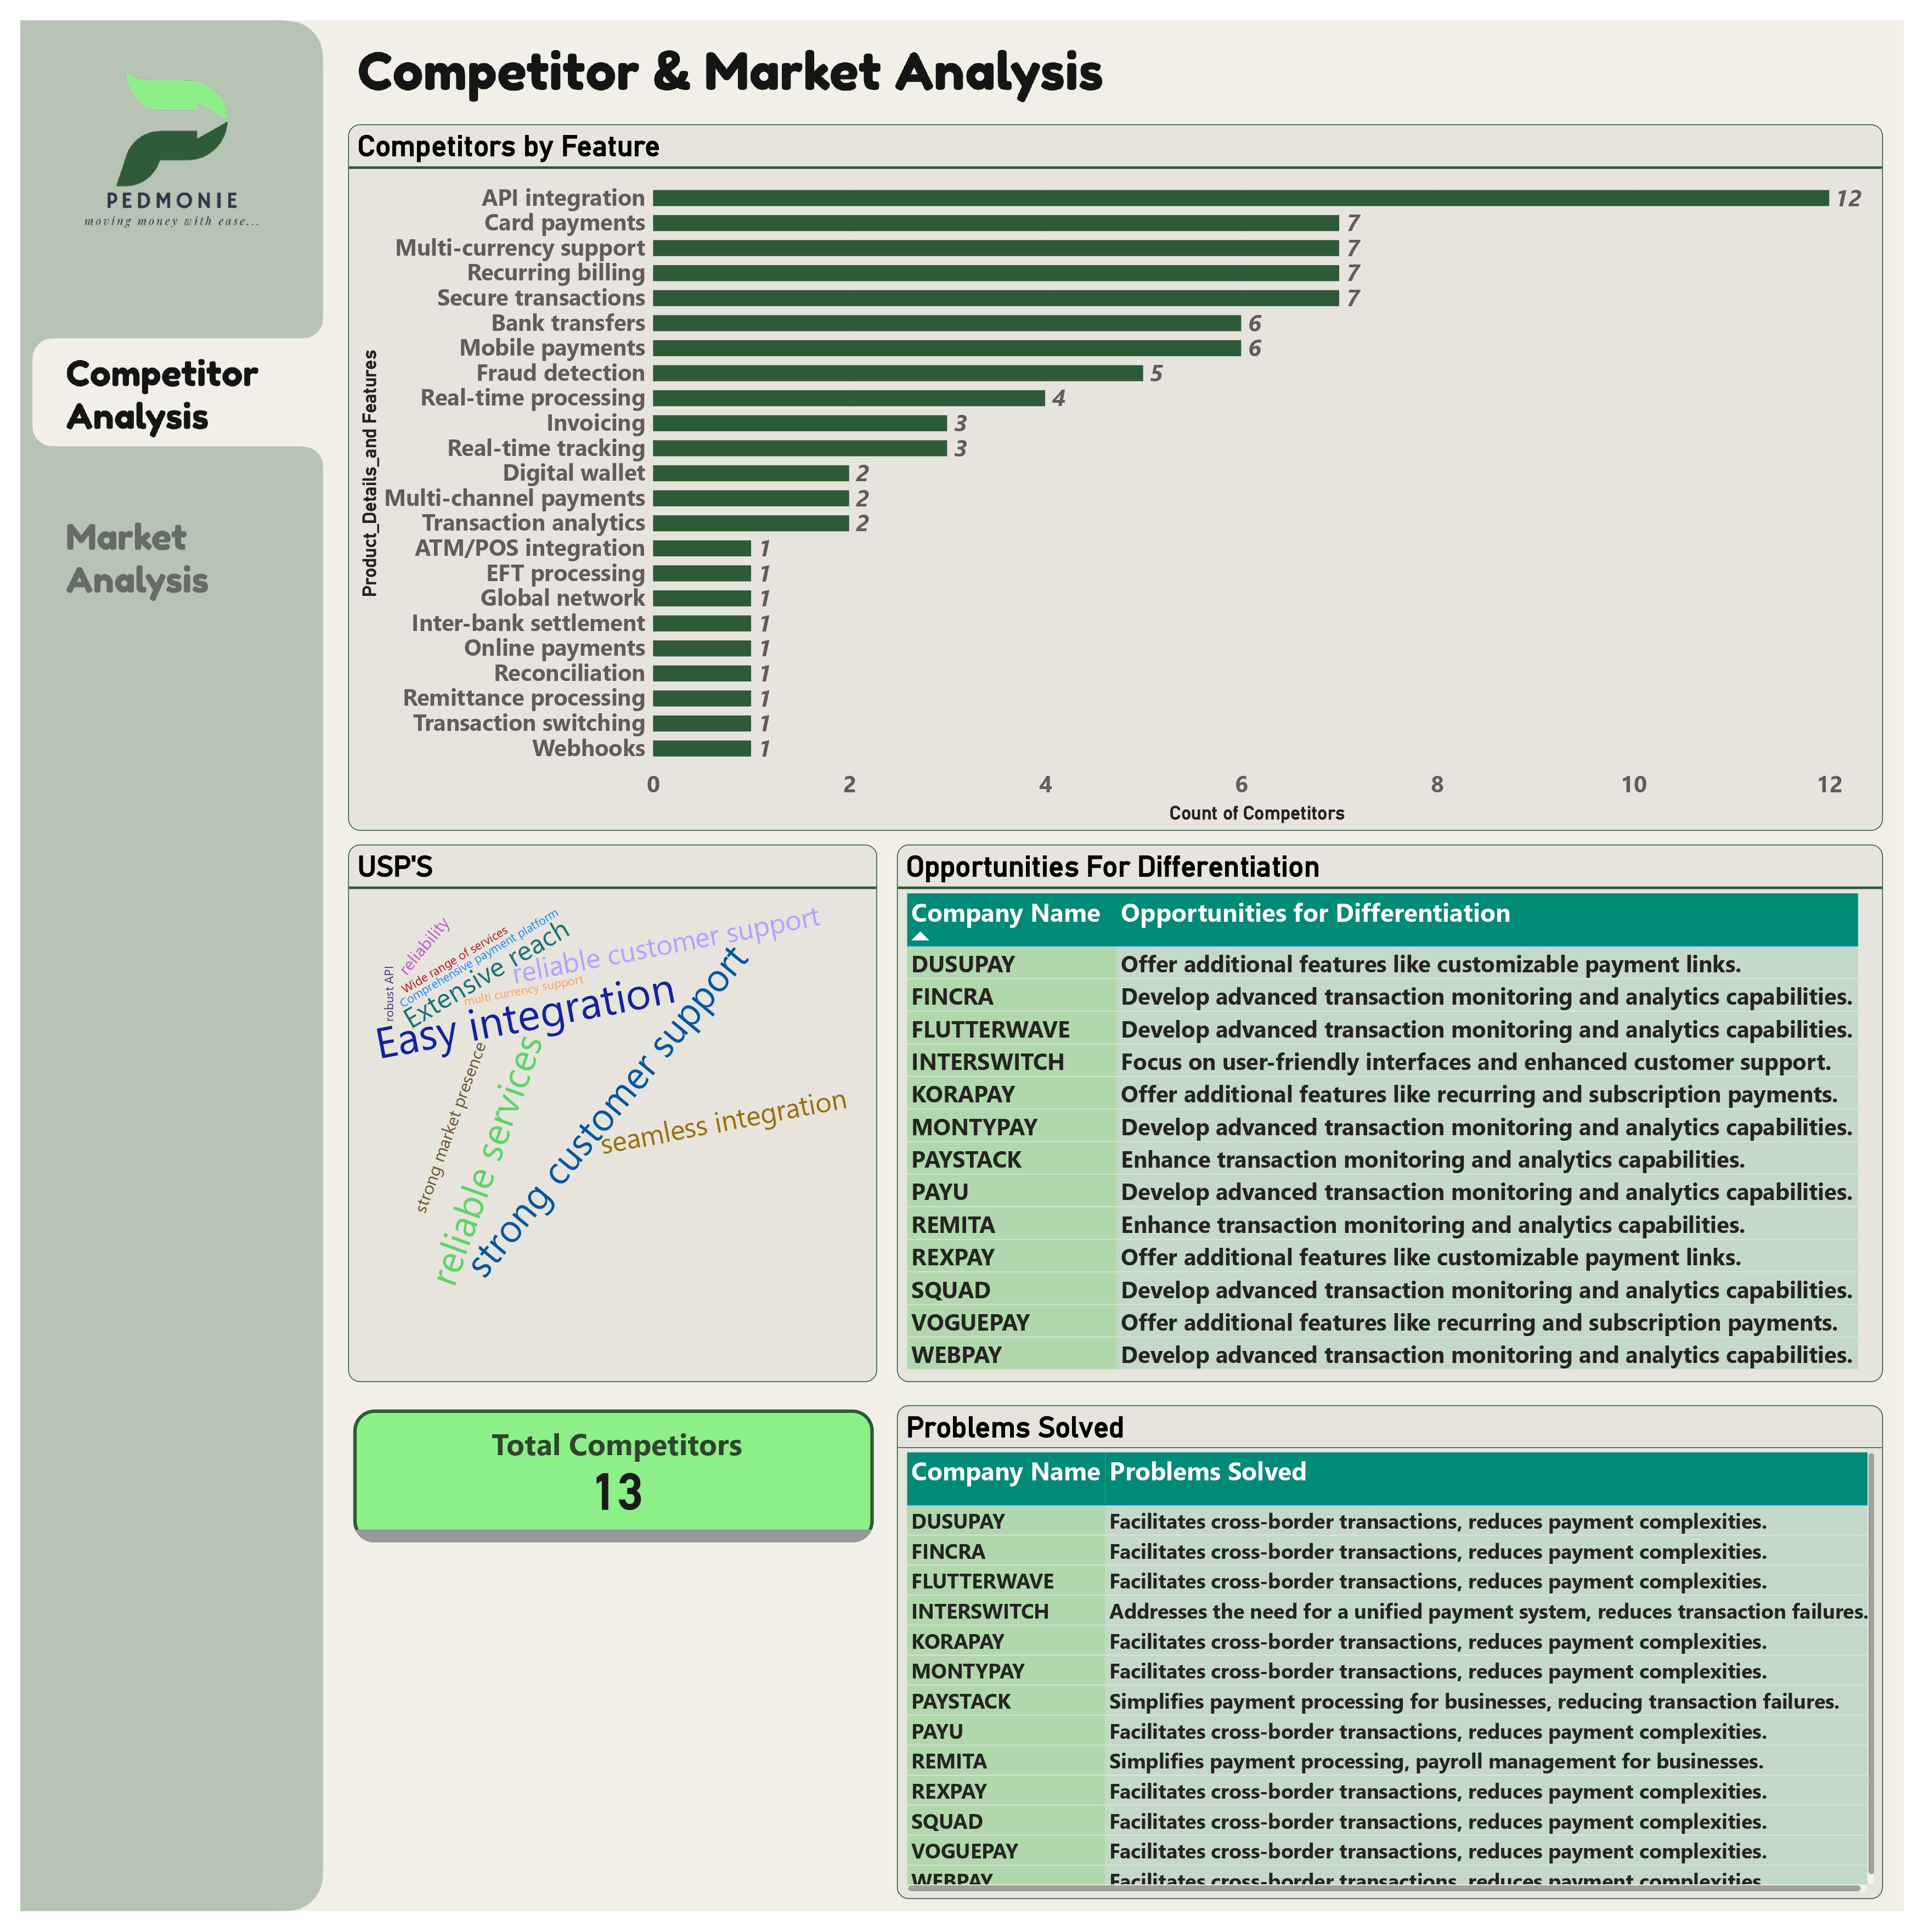 PEDMONIE
moving money with ease...
Competitor
Analysis
Market
Analysis
Competitor & Market Analysis
Competitors by Feature
Product_Details_and Features
API integration 12
Card payments 7
Multi-currency support 7
Recurring billing 7
Secure transactions 7
Bank transfers 6
Mobile payments 6
Fraud detection 5
Real-time processing 4
Invoicing 3
Real-time tracking 3
Digital wallet 2
Multi-channel payments 2
Transaction analytics 2
ATM/POS integration 1
EFT processing 1
Global network 1
Inter-bank settlement 1
Online payments 1
Reconciliation 1
Remittance processing 1
Transaction switching 1
Webhooks 1
0 2 4 6 8 10 12
Count of Competitors
USP'S
reliability
Wide range of services
Comprehensive payment platform
robust API
Extensive reach
reliable customer support
multi currency support
Easy integration
strong market presence
reliable services
strong customer support
seamless integration
Total Competitors
13
Opportunities For Differentiation
Company Name Opportunities for Differentiation
DUSUPAY Offer additional features like customizable payment links.
FINCRA Develop advanced transaction monitoring and analytics capabilities.
FLUTTERWAVE Develop advanced transaction monitoring and analytics capabilities.
INTERSWITCH Focus on user-friendly interfaces and enhanced customer support.
KORAPAY Offer additional features like recurring and subscription payments.
MONTYPAY Develop advanced transaction monitoring and analytics capabilities.
PAYSTACK Enhance transaction monitoring and analytics capabilities.
PAYU Develop advanced transaction monitoring and analytics capabilities.
REMITA Enhance transaction monitoring and analytics capabilities.
REXPAY Offer additional features like customizable payment links.
SQUAD Develop advanced transaction monitoring and analytics capabilities.
VOGUEPAY Offer additional features like recurring and subscription payments.
WEBPAY Develop advanced transaction monitoring and analytics capabilities.
Problems Solved
Company Name Problems Solved
DUSUPAY Facilitates cross-border transactions, reduces payment complexities.
FINCRA Facilitates cross-border transactions, reduces payment complexities.
FLUTTERWAVE Facilitates cross-border transactions, reduces payment complexities.
INTERSWITCH Addresses the need for a unified payment system, reduces transaction failures.
KORAPAY Facilitates cross-border transactions, reduces payment complexities.
MONTYPAY Facilitates cross-border transactions, reduces payment complexities.
PAYSTACK Simplifies payment processing for businesses, reducing transaction failures.
PAYU Facilitates cross-border transactions, reduces payment complexities.
REMITA Simplifies payment processing, payroll management for businesses.
REXPAY Facilitates cross-border transactions, reduces payment complexities.
SQUAD Facilitates cross-border transactions, reduces payment complexities.
VOGUEPAY Facilitates cross-border transactions, reduces payment complexities.
WEBPAY Facilitates cross-border transactions, reduces payment complexities.